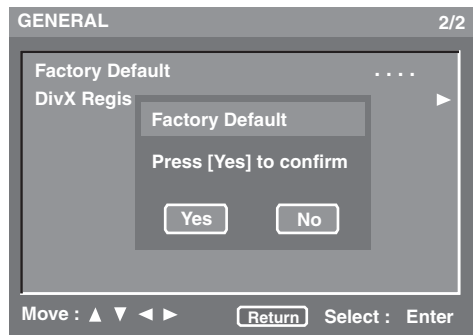 GENERAL 2/2
Factory Default . . . .
DivX Regis
Factory Default
Press [Yes] to confirm
Yes No
Move : ▲ ▼ ◄ ► Return Select : Enter